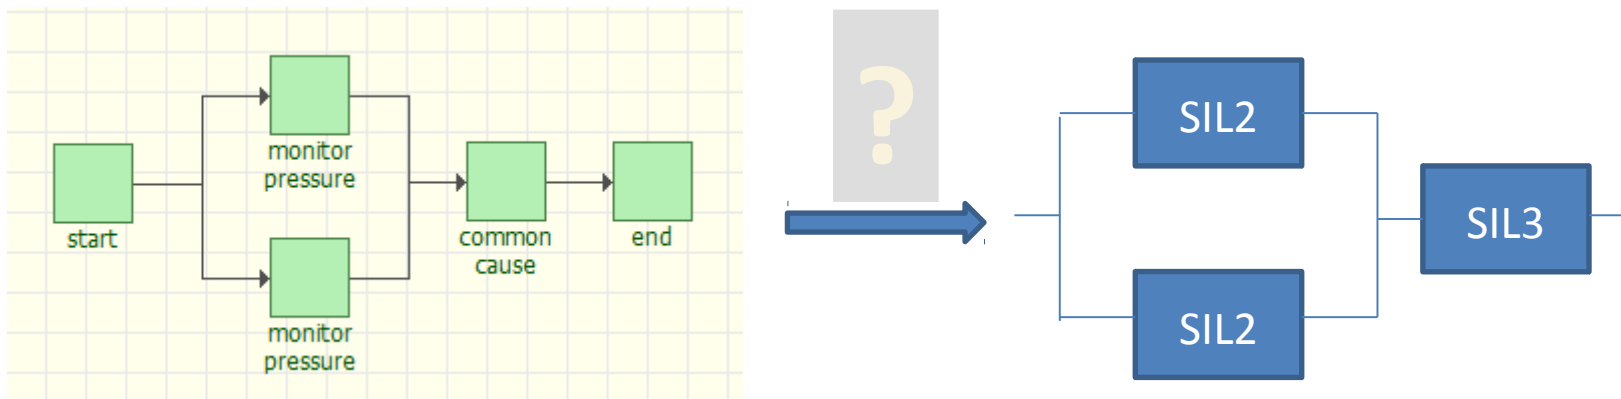 start
monitor
pressure
monitor
pressure
common
cause
end
?
SIL2
SIL2
SIL3